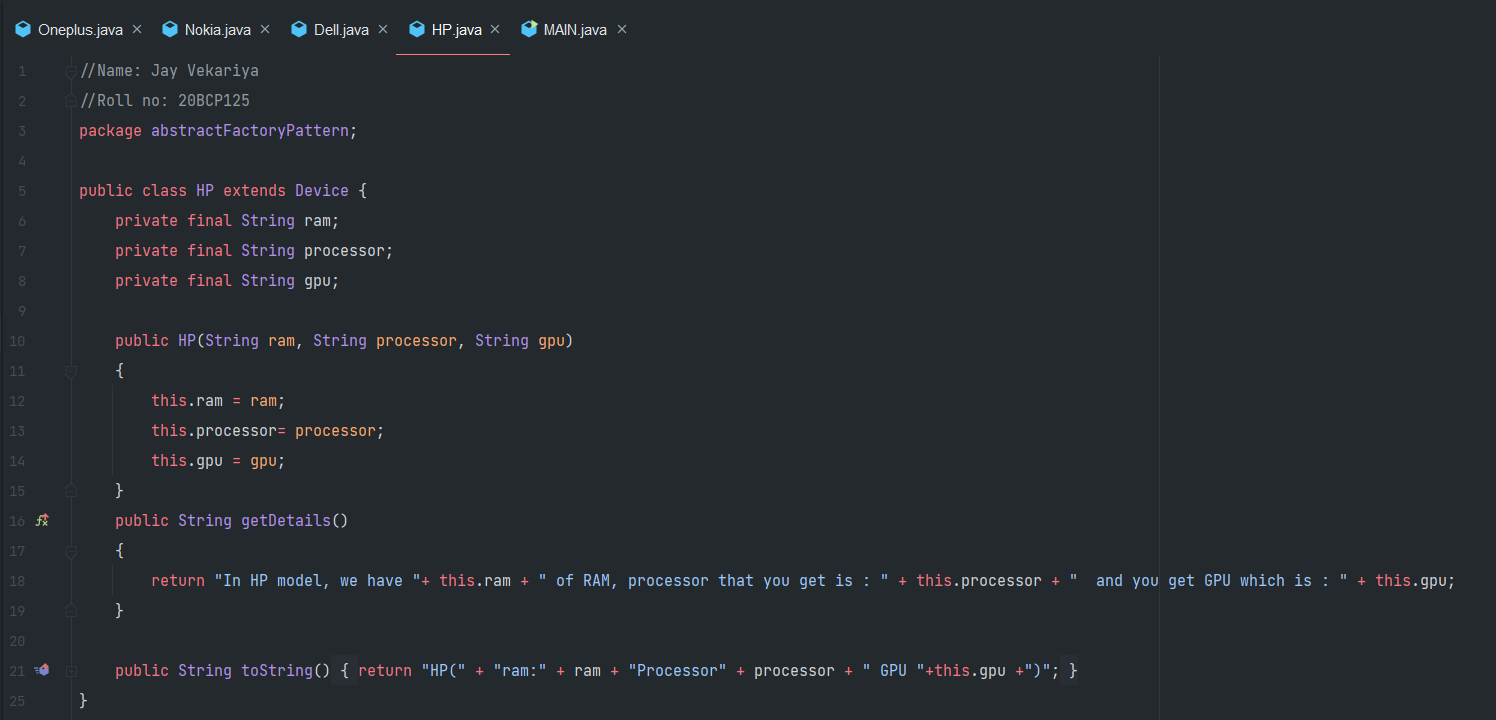 Oneplus.java × Nokia.java × Dell.java × HP.java × MAIN.java ×
1 //Name: Jay Vekariya
2 //Roll no: 20BCP125
3 package abstractFactoryPattern;
4
5 public class HP extends Device {
6     private final String ram;
7     private final String processor;
8     private final String gpu;
9
10     public HP(String ram, String processor, String gpu)
11     {
12         this.ram = ram;
13         this.processor= processor;
14         this.gpu = gpu;
15     }
16     public String getDetails()
17     {
18         return "In HP model, we have "+ this.ram + " of RAM, processor that you get is : " + this.processor + "  and you get GPU which is : " + this.gpu;
19     }
20
21     public String toString() { return "HP(" + "ram:" + ram + "Processor" + processor + " GPU "+this.gpu +")"; }
25 }